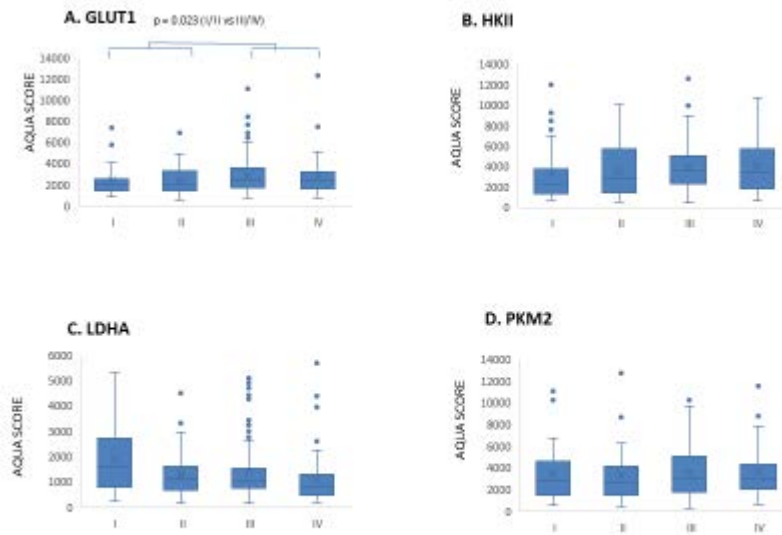 A. GLUT1
p = 0.023 (I/II vs III/IV)
AQUA SCORE
14000
12000
10000
8000
6000
4000
2000
0
I
II
III
IV
B. HKII
AQUA SCORE
14000
12000
10000
8000
6000
4000
2000
0
I
II
III
IV
C. LDHA
AQUA SCORE
6000
5000
4000
3000
2000
1000
0
I
II
III
IV
D. PKM2
AQUA SCORE
14000
12000
10000
8000
6000
4000
2000
0
I
II
III
IV